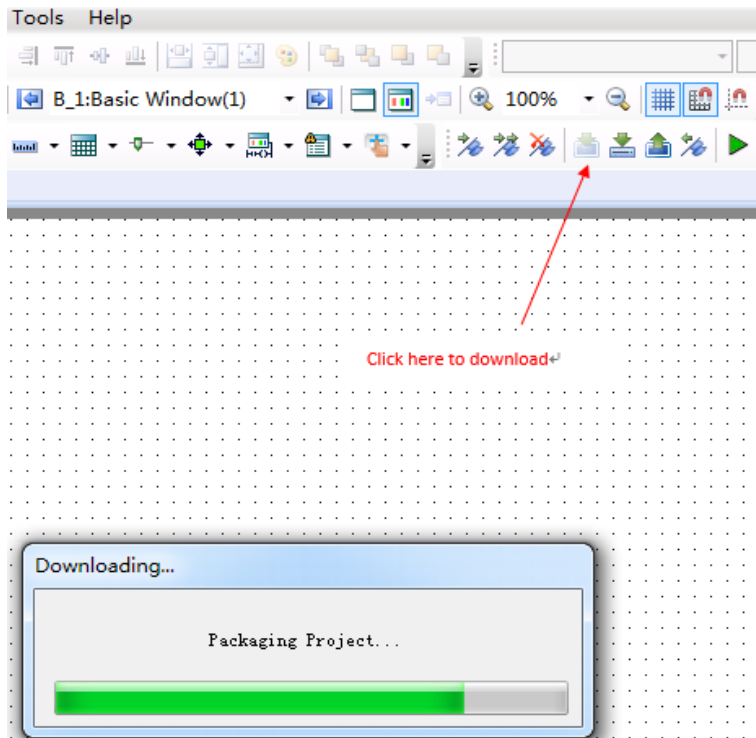 Tools Help
B_1:Basic Window(1) 100%
Click here to download↵
Downloading...
Packaging Project...